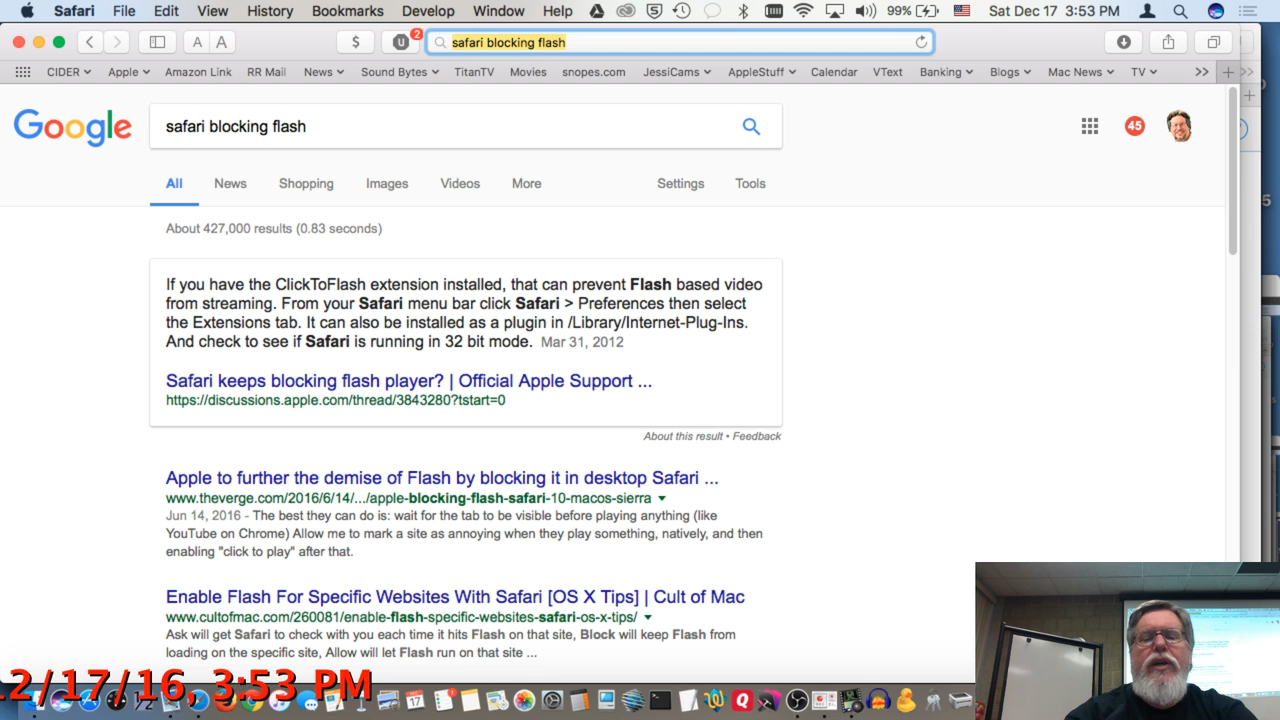 Safari File Edit View History Bookmarks Develop Window Help 99% Sat Dec 17 3:53 PM
A A $ u 2 safari blocking flash
CIDER Apple Amazon Link RR Mail News Sound Bytes TitanTV Movies snopes.com JessiCams AppleStuff Calendar VText Banking Blogs Mac News TV >> +
Google safari blocking flash 45
All News Shopping Images Videos More Settings Tools
About 427,000 results (0.83 seconds)
If you have the ClickToFlash extension installed, that can prevent Flash based video
from streaming. From your Safari menu bar click Safari > Preferences then select
the Extensions tab. It can also be installed as a plugin in /Library/Internet-Plug-Ins.
And check to see if Safari is running in 32 bit mode. Mar 31, 2012
Safari keeps blocking flash player? | Official Apple Support ...
https://discussions.apple.com/thread/3843280?tstart=0
About this result • Feedback
Apple to further the demise of Flash by blocking it in desktop Safari ...
www.theverge.com/2016/6/14/.../apple-blocking-flash-safari-10-macos-sierra
Jun 14, 2016 - The best they can do is: wait for the tab to be visible before playing anything (like
YouTube on Chrome) Allow me to mark a site as annoying when they play something, natively, and then
enabling "click to play" after that.
Enable Flash For Specific Websites With Safari [OS X Tips] | Cult of Mac
www.cultofmac.com/260081/enable-flash-specific-websites-safari-os-x-tips/
Ask will get Safari to check with you each time it hits Flash on that site, Block will keep Flash from
loading on the specific site, Allow will let Flash run on that site ...
2/17/16, 3:53 PM
17